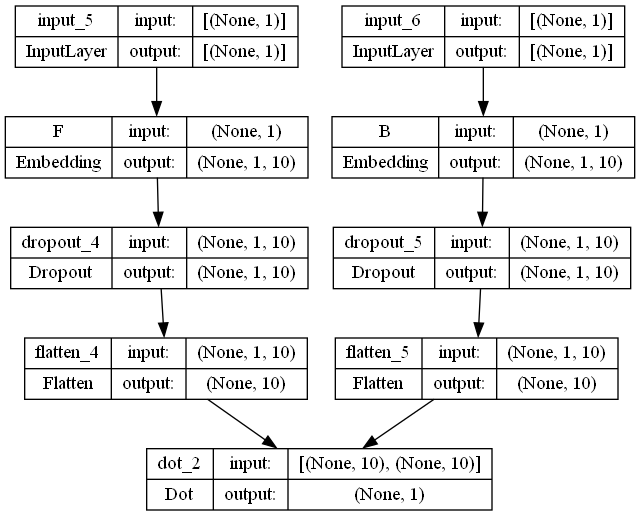 input_5 input: [(None, 1)]
InputLayer output: [(None, 1)]
input_6 input: [(None, 1)]
InputLayer output: [(None, 1)]
F input: (None, 1)
Embedding output: (None, 1, 10)
B input: (None, 1)
Embedding output: (None, 1, 10)
dropout_4 input: (None, 1, 10)
Dropout output: (None, 1, 10)
dropout_5 input: (None, 1, 10)
Dropout output: (None, 1, 10)
flatten_4 input: (None, 1, 10)
Flatten output: (None, 10)
flatten_5 input: (None, 1, 10)
Flatten output: (None, 10)
dot_2 input: [(None, 10), (None, 10)]
Dot output: (None, 1)